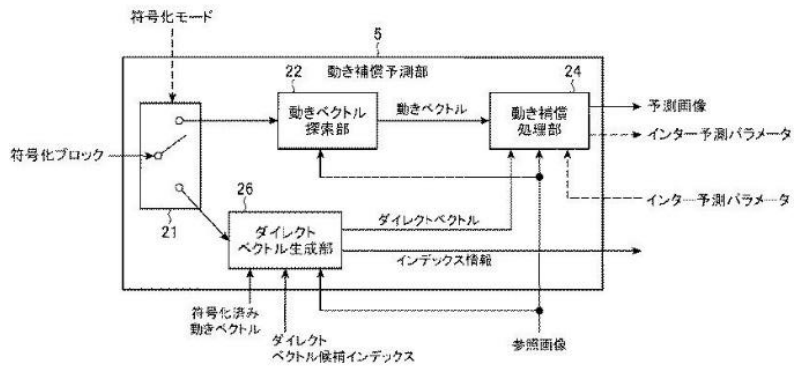 符号化モード
5
動き補償予測部
22
24
動きベクトル
探索部
動きベクトル
動き補償
処理部
予測画像
インター予測パラメータ
符号化ブロック
21
26
ダイレクト
ベクトル生成部
ダイレクトベクトル
インター予測パラメータ
インデックス情報
符号化済み
動きベクトル
ダイレクト
ベクトル候補インデックス
参照画像